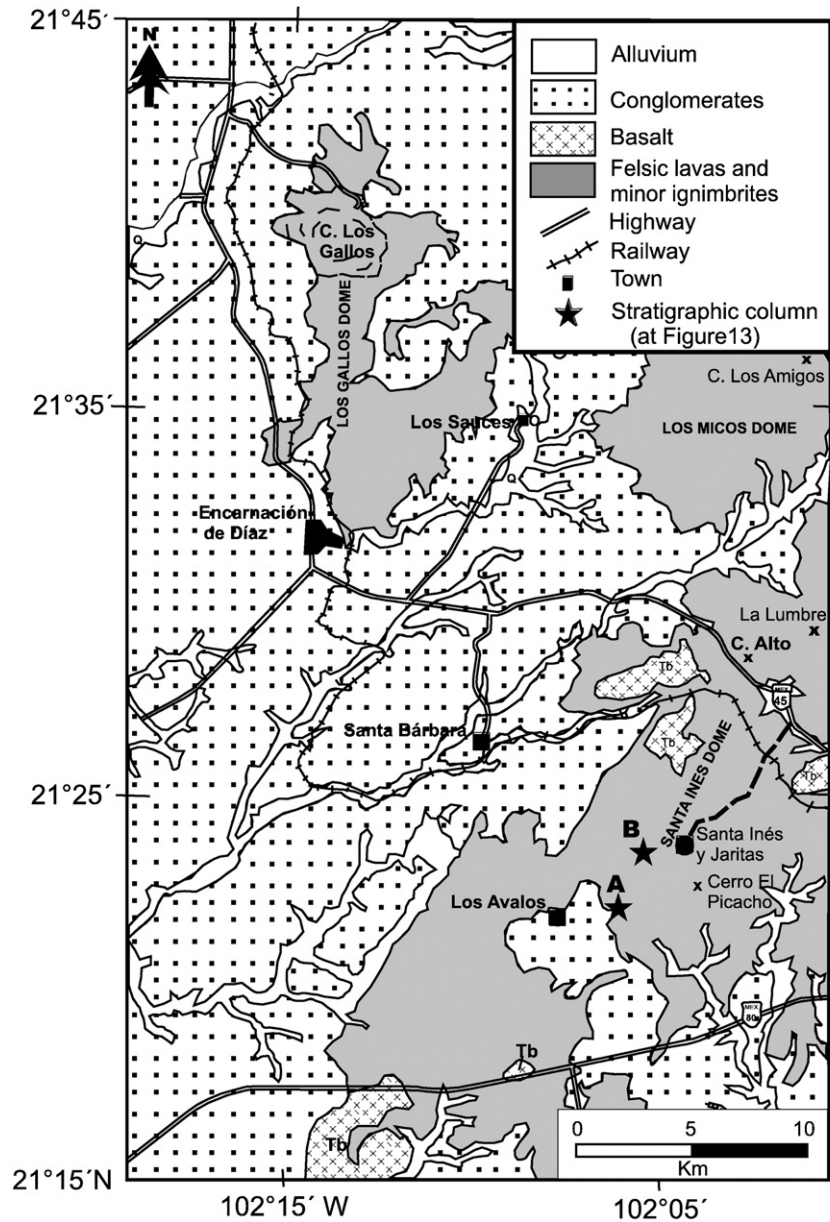 21°45´
N
Alluvium
Conglomerates
Basalt
Felsic lavas and
minor ignimbrites
Highway
Railway
Town
Stratigraphic column
(at Figure13)
C. Los
Gallos
LOS GALLOS DOME
C. Los Amigos
21°35´
Los Sauces
LOS MICOS DOME
Encarnación
de Díaz
La Lumbre
C. Alto
Tb
MEX
45
Santa Bárbara
Tb
Tb
SANTA INES DOME
21°25´
B
Santa Inés
y Jaritas
A
Cerro El
Picacho
Los Avalos
MEX
80
Tb
Tb
0 5 10
Km
21°15´N
102°15´ W
102°05´